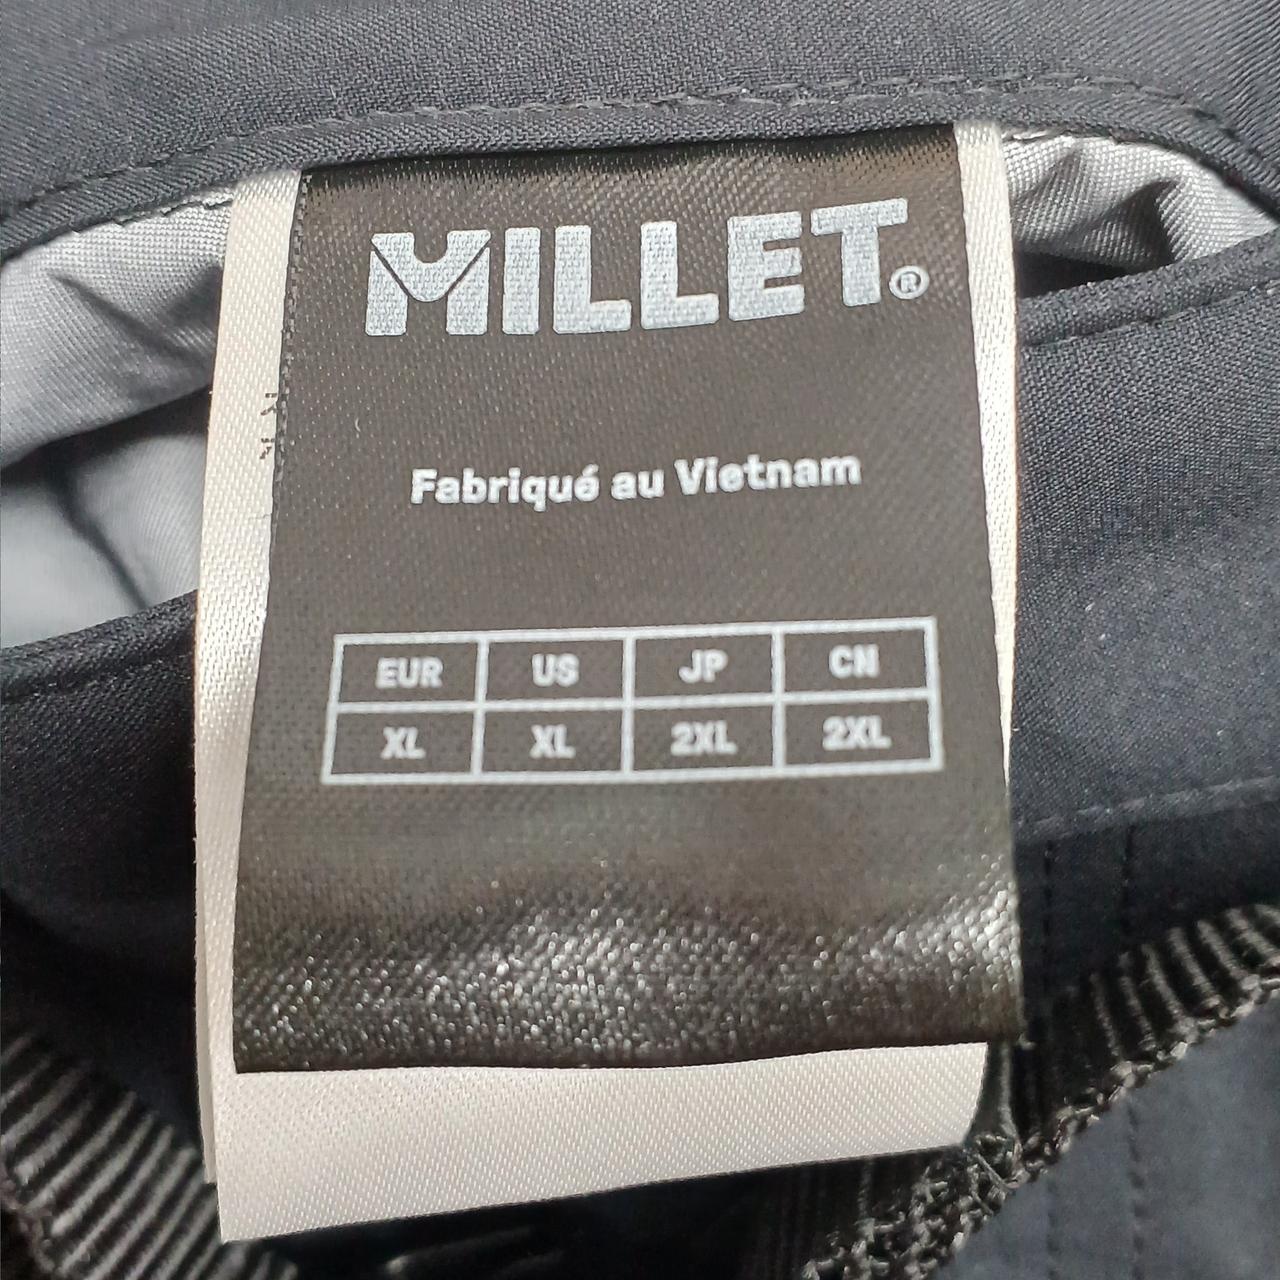 MILLET®
Fabriqué au Vietnam
EUR US JP CN
XL XL 2XL 2XL